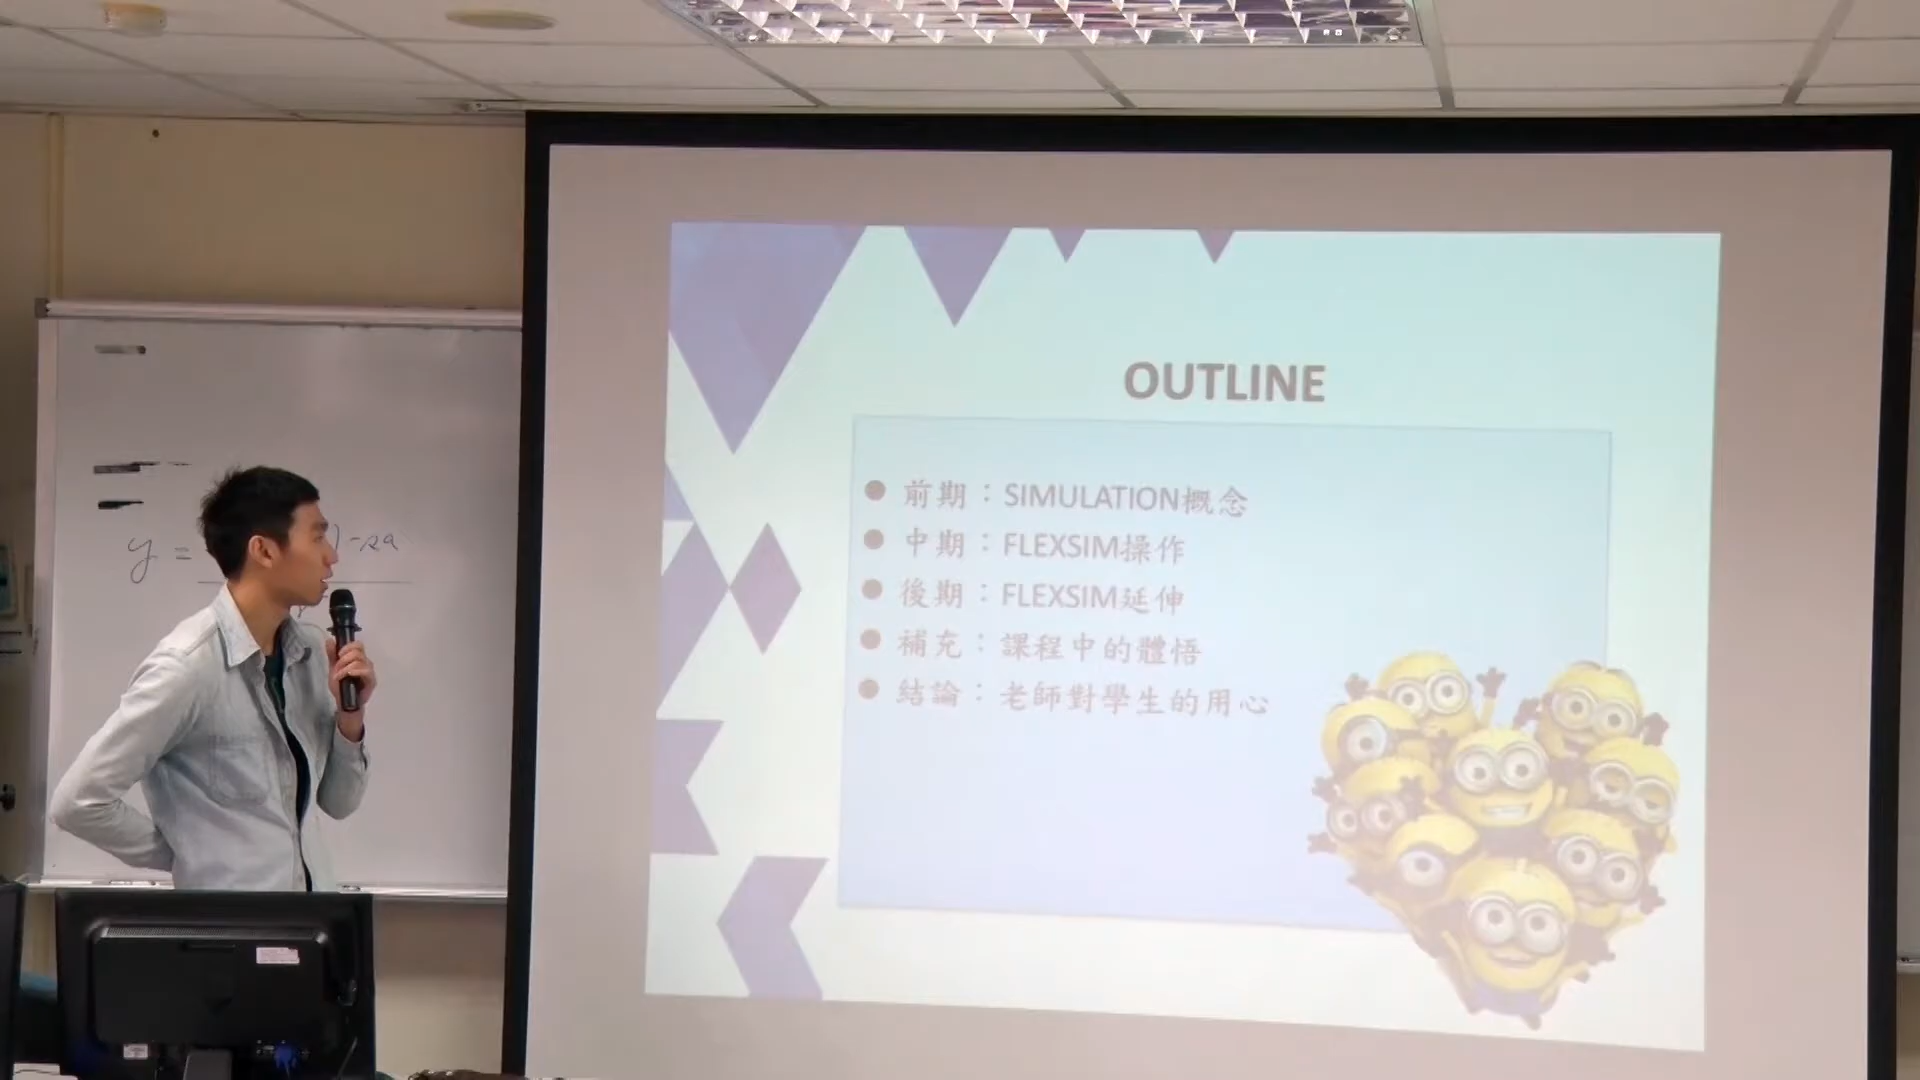 OUTLINE
前期：SIMULATION概念
中期：FLEXSIM操作
後期：FLEXSIM延伸
補充：課程中的體悟
結論：老師對學生的用心
y =